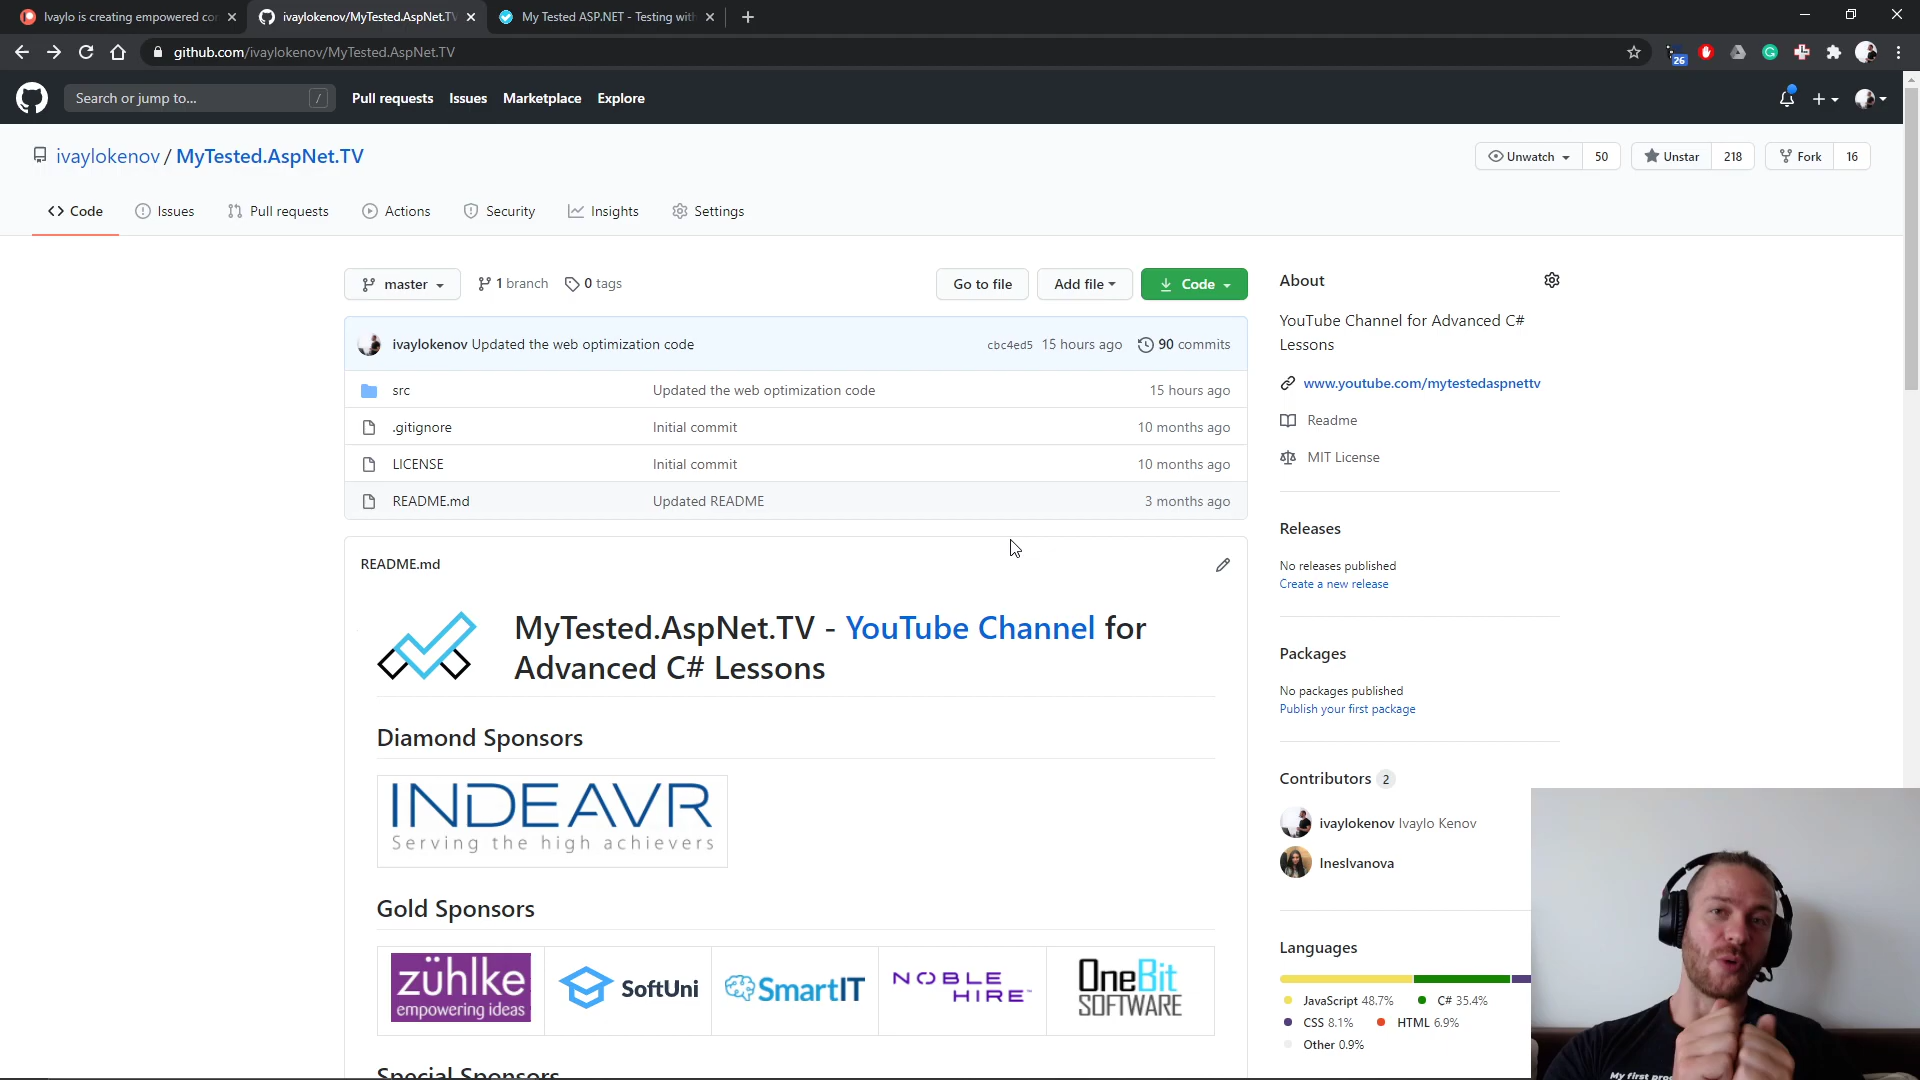 Ivaylo is creating empowered co
ivaylokenov/MyTested.AspNet.TV
My Tested ASP.NET - Testing with
github.com/ivaylokenov/MyTested.AspNet.TV
26
Search or jump to...
/
Pull requests
Issues
Marketplace
Explore
ivaylokenov / MyTested.AspNet.TV
Unwatch
50
Unstar
218
Fork
16
Code
Issues
Pull requests
Actions
Security
Insights
Settings
master
1 branch
0 tags
Go to file
Add file
Code
ivaylokenov Updated the web optimization code
cbc4ed5 15 hours ago
90 commits
src Updated the web optimization code 15 hours ago
.gitignore Initial commit 10 months ago
LICENSE Initial commit 10 months ago
README.md Updated README 3 months ago
README.md
MyTested.AspNet.TV - YouTube Channel for
Advanced C# Lessons
Diamond Sponsors
INDEAVR
Serving the high achievers
Gold Sponsors
zühlke
empowering ideas
SoftUni
SmartIT
NOBLE
HIRE™
OneBit
SOFTWARE
Special Sponsors
About
YouTube Channel for Advanced C#
Lessons
www.youtube.com/mytestedaspnettv
Readme
MIT License
Releases
No releases published
Create a new release
Packages
No packages published
Publish your first package
Contributors 2
ivaylokenov Ivaylo Kenov
InesIvanova
Languages
JavaScript 48.7%
C# 35.4%
CSS 8.1%
HTML 6.9%
Other 0.9%
My first